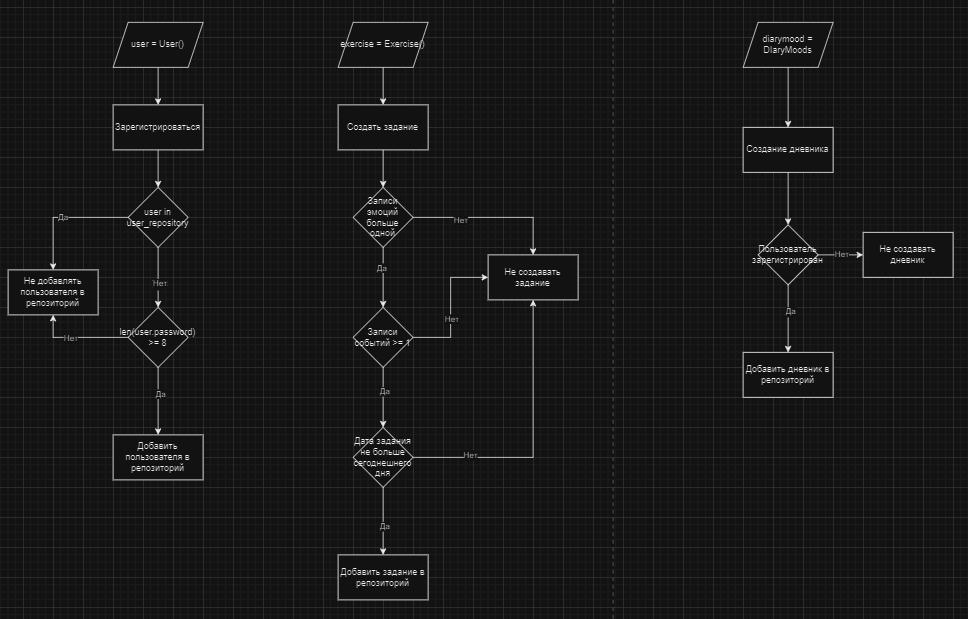 user = User()
Зарегистрироваться
user in
user_repository
Да
Нет
Не добавлять
пользователя в
репозиторий
len(user.password)
>= 8
Нет
Да
Добавить
пользователя в
репозиторий
exercise = Exercise()
Создать задание
Записи
эмоций
больше
одной
Нет
Да
Не создавать
задание
Записи
событий >= 1
Нет
Да
Дата задания
не больше
сегоднешнего
дня
Нет
Да
Добавить задание в
репозиторий
diarymood =
DIaryMoods
Создание дневника
Пользователь
зарегистрирован
Нет
Не создавать
дневник
Да
Добавить дневник в
репозиторий